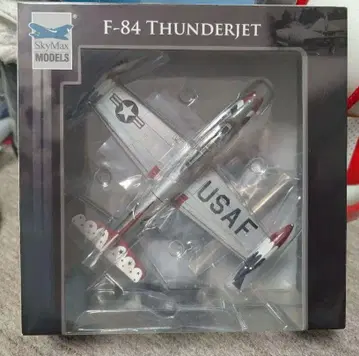 SkyMax
MODELS
F-84 THUNDERJET
USAF